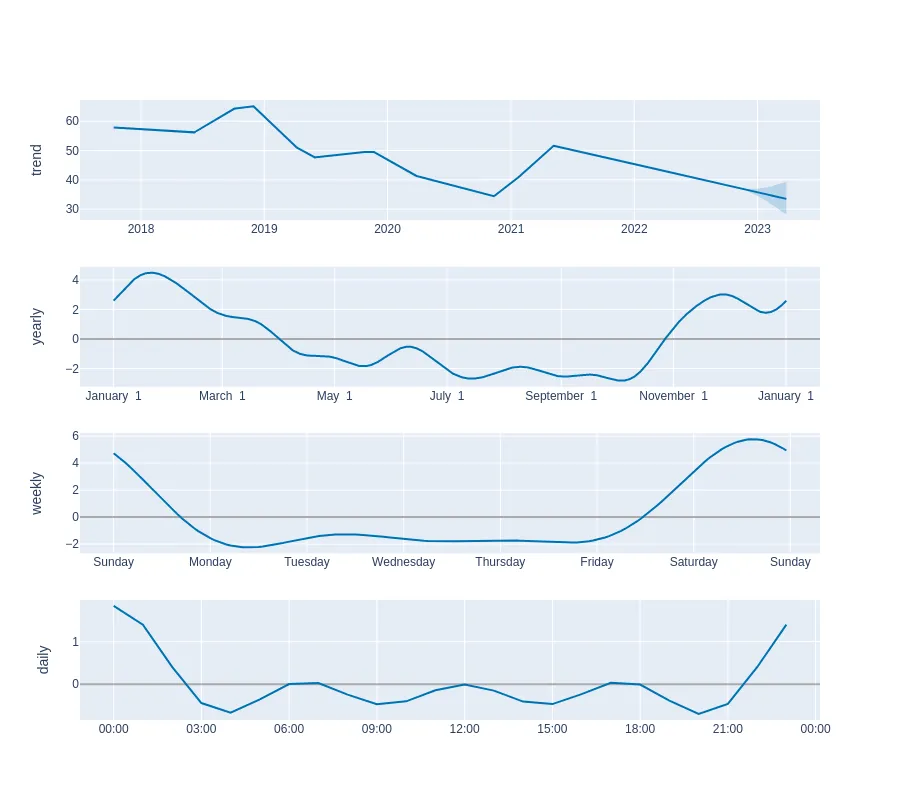 trend
60
50
40
30
2018 2019 2020 2021 2022 2023
yearly
4
2
0
−2
January 1 March 1 May 1 July 1 September 1 November 1 January 1
weekly
6
4
2
0
−2
Sunday Monday Tuesday Wednesday Thursday Friday Saturday Sunday
daily
1
0
00:00 03:00 06:00 09:00 12:00 15:00 18:00 21:00 00:00